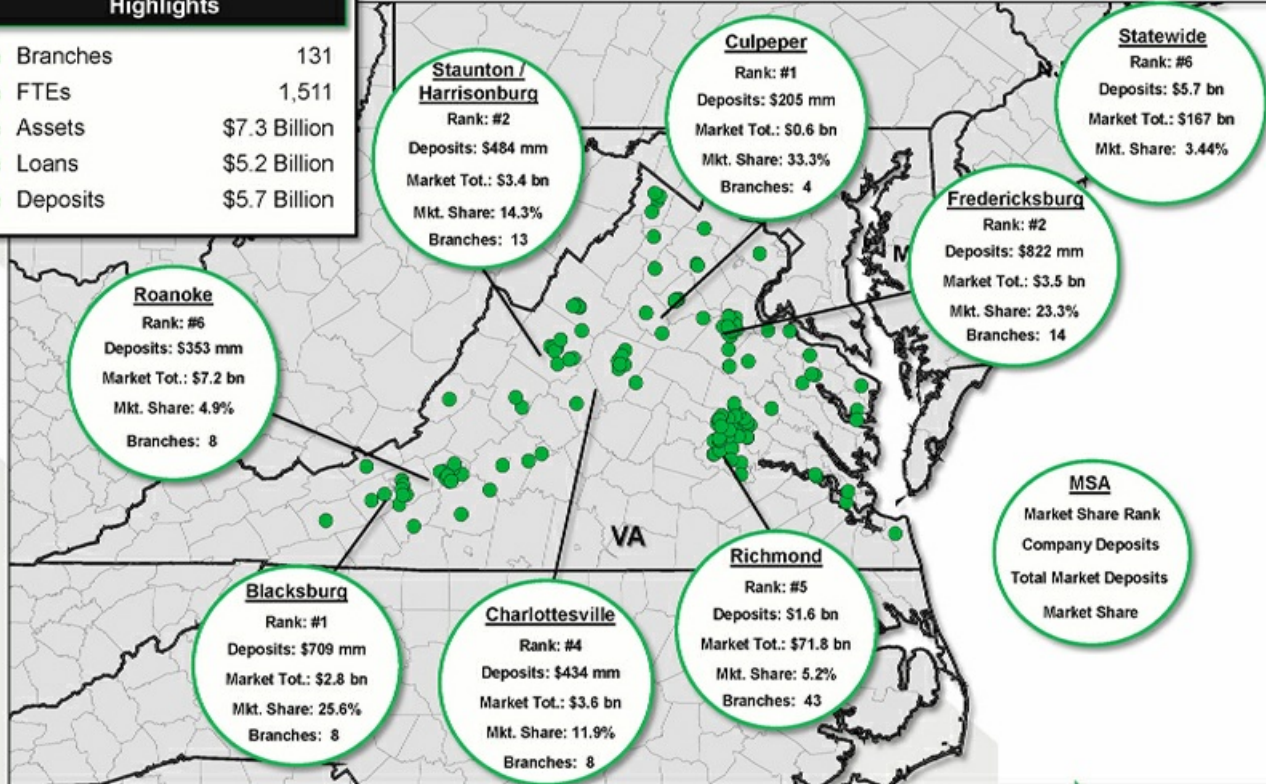 Highlights
Branches 131
FTEs 1,511
Assets $7.3 Billion
Loans $5.2 Billion
Deposits $5.7 Billion
Staunton /
Harrisonburg
Rank: #2
Deposits: $484 mm
Market Tot.: $3.4 bn
Mkt. Share: 14.3%
Branches: 13
Culpeper
Rank: #1
Deposits: $205 mm
Market Tot.: $0.6 bn
Mkt. Share: 33.3%
Branches: 4
Statewide
Rank: #6
Deposits: $5.7 bn
Market Tot.: $167 bn
Mkt. Share: 3.44%
Fredericksburg
Rank: #2
Deposits: $822 mm
Market Tot.: $3.5 bn
Mkt. Share: 23.3%
Branches: 14
Roanoke
Rank: #6
Deposits: $353 mm
Market Tot.: $7.2 bn
Mkt. Share: 4.9%
Branches: 8
VA
MSA
Market Share Rank
Company Deposits
Total Market Deposits
Market Share
Blacksburg
Rank: #1
Deposits: $709 mm
Market Tot.: $2.8 bn
Mkt. Share: 25.6%
Branches: 8
Charlottesville
Rank: #4
Deposits: $434 mm
Market Tot.: $3.6 bn
Mkt. Share: 11.9%
Branches: 8
Richmond
Rank: #5
Deposits: $1.6 bn
Market Tot.: $71.8 bn
Mkt. Share: 5.2%
Branches: 43